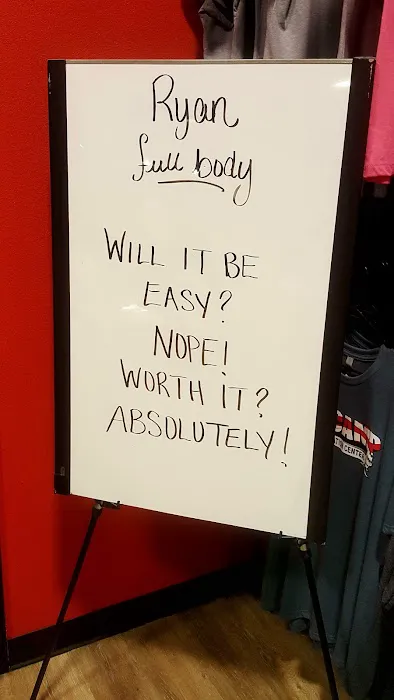 Ryan
full body
WILL IT BE
EASY?
NOPE!
WORTH IT?
ABSOLUTELY!